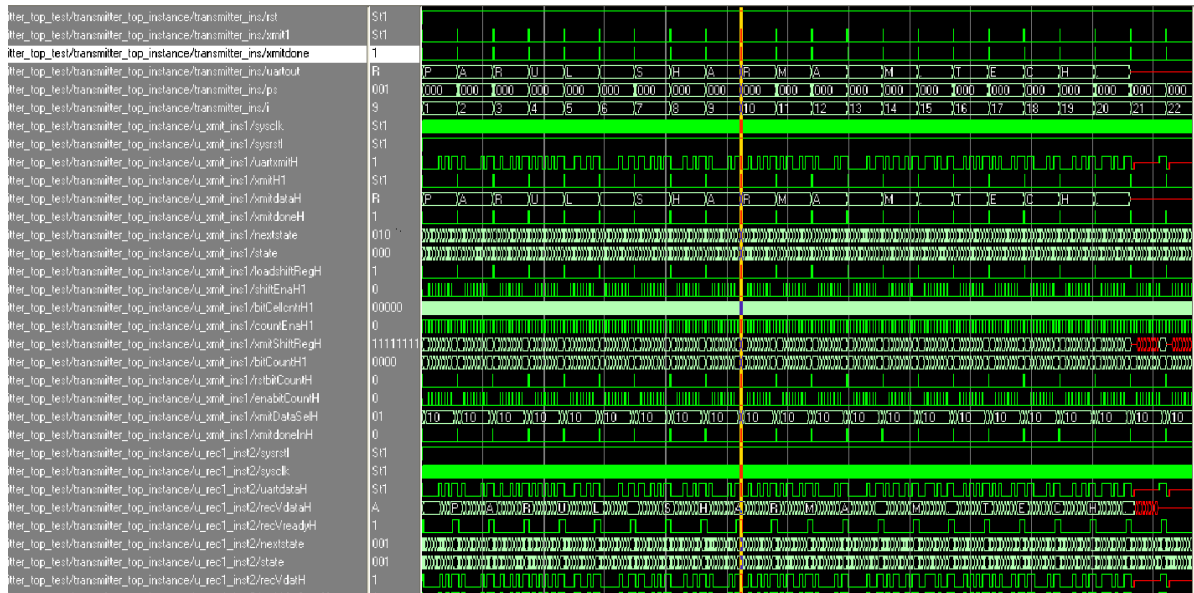 itter_top_test/transmitter_top_instance/transmitter_ins/rst St1
itter_top_test/transmitter_top_instance/transmitter_ins/xmit1 St1
itter_top_test/transmitter_top_instance/transmitter_ins/xmitdone 1
itter_top_test/transmitter_top_instance/transmitter_ins/uartout R P A R U L S H A R M A M T E C H .
itter_top_test/transmitter_top_instance/transmitter_ins/ps 001 000 000 000 000 000 000 000 000 000 000 000 000 000 000 000 000 000 000 000 000 000 000
itter_top_test/transmitter_top_instance/transmitter_ins/i 9 1 2 3 4 5 6 7 8 9 10 11 12 13 14 15 16 17 18 19 20 21 22
itter_top_test/transmitter_top_instance/u_xmit_ins1/sysclk St1
itter_top_test/transmitter_top_instance/u_xmit_ins1/sysrstl St1
itter_top_test/transmitter_top_instance/u_xmit_ins1/uartxmitH 1
itter_top_test/transmitter_top_instance/u_xmit_ins1/xmitH1 St1
itter_top_test/transmitter_top_instance/u_xmit_ins1/xmitdataH R P A R U L S H A R M A M T E C H .
itter_top_test/transmitter_top_instance/u_xmit_ins1/xmitdoneH 1
itter_top_test/transmitter_top_instance/u_xmit_ins1/nextstate 010
itter_top_test/transmitter_top_instance/u_xmit_ins1/state 000
itter_top_test/transmitter_top_instance/u_xmit_ins1/loadshiftRegH 1
itter_top_test/transmitter_top_instance/u_xmit_ins1/shiftEnaH1 0
itter_top_test/transmitter_top_instance/u_xmit_ins1/bitCellcntrH1 00000
itter_top_test/transmitter_top_instance/u_xmit_ins1/countEnaH1 0
itter_top_test/transmitter_top_instance/u_xmit_ins1/xmitShiftRegH 11111111
itter_top_test/transmitter_top_instance/u_xmit_ins1/bitCountH1 0000
itter_top_test/transmitter_top_instance/u_xmit_ins1/rstbitCountH 0
itter_top_test/transmitter_top_instance/u_xmit_ins1/enabitCountH 0
itter_top_test/transmitter_top_instance/u_xmit_ins1/xmitDataSelH 01 10 10 10 10 10 10 10 10 10 10 10 10 10 10 10 10 10 10 10 10 10 10
itter_top_test/transmitter_top_instance/u_xmit_ins1/xmitdoneInH 0
itter_top_test/transmitter_top_instance/u_rec1_inst2/sysrstl St1
itter_top_test/transmitter_top_instance/u_rec1_inst2/sysclk St1
itter_top_test/transmitter_top_instance/u_rec1_inst2/uartdataH St1
itter_top_test/transmitter_top_instance/u_rec1_inst2/recVdataH A P A R U L S H A R M A M T E C H
itter_top_test/transmitter_top_instance/u_rec1_inst2/recVreadyH 1
itter_top_test/transmitter_top_instance/u_rec1_inst2/nextstate 001
itter_top_test/transmitter_top_instance/u_rec1_inst2/state 001
itter_top_test/transmitter_top_instance/u_rec1_inst2/recVdatH 1